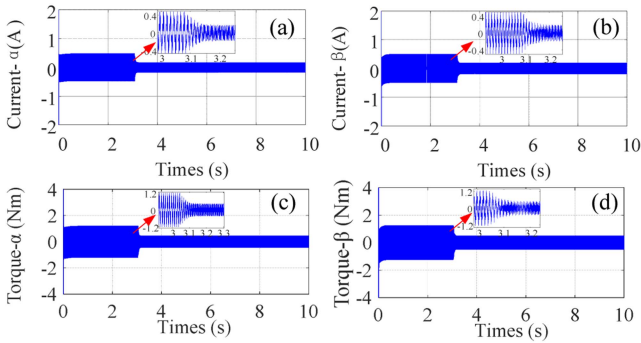 2 0.4 (a) 2 0.4 (b)
1 0 1 0
-0.4 -0.4
3 3.1 3.2 3 3.1 3.2
0 0
-1 -1
-2 -2
0 2 4 6 8 10 0 2 4 6 8 10
Current- α(A) Current- β(A)
Times (s) Times (s)
4 1.2 (c) 4 1.2 (d)
2 0 2 0
-1.2 -1.2
3 3.1 3.2 3.3 3 3.1 3.2
0 0
-2 -2
-4 -4
0 2 4 6 8 10 0 2 4 6 8 10
Torque-α (Nm) Torque-β (Nm)
Times (s) Times (s)